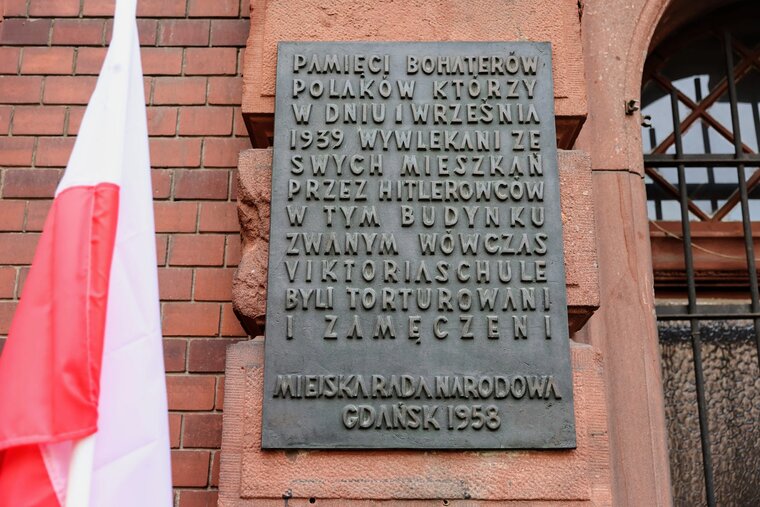 PAMIĘCI BOHATERÓW
POLAKÓW KTÓRZY
W DNIU 1 WRZEŚNIA
1939 WYWLEKANI ZE
SWYCH MIESZKAŃ
PRZEZ HITLEROWCÓW
W TYM BUDYNKU
ZWANYM WÓWCZAS
VIKTORIASCHULE
BYLI TORTUROWANI
I ZAMĘCZENI
MIEJSKA RADA NARODOWA
GDAŃSK 1958